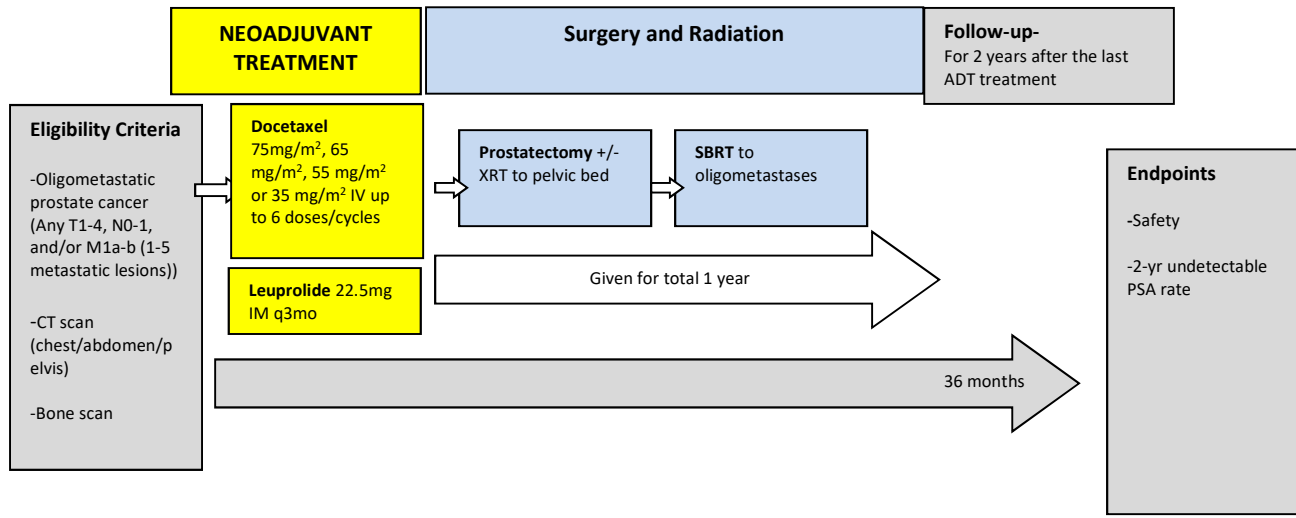 NEOADJUVANT
TREATMENT
Surgery and Radiation
Follow-up-
For 2 years after the last
ADT treatment
Eligibility Criteria
-Oligometastatic
prostate cancer
(Any T1-4, N0-1,
and/or M1a-b (1-5
metastatic lesions))
-CT scan
(chest/abdomen/p
elvis)
-Bone scan
Docetaxel
75mg/m², 65
mg/m², 55 mg/m²
or 35 mg/m² IV up
to 6 doses/cycles
Leuprolide 22.5mg
IM q3mo
Prostatectomy +/-
XRT to pelvic bed
SBRT to
oligometastases
Given for total 1 year
36 months
Endpoints
-Safety
-2-yr undetectable
PSA rate